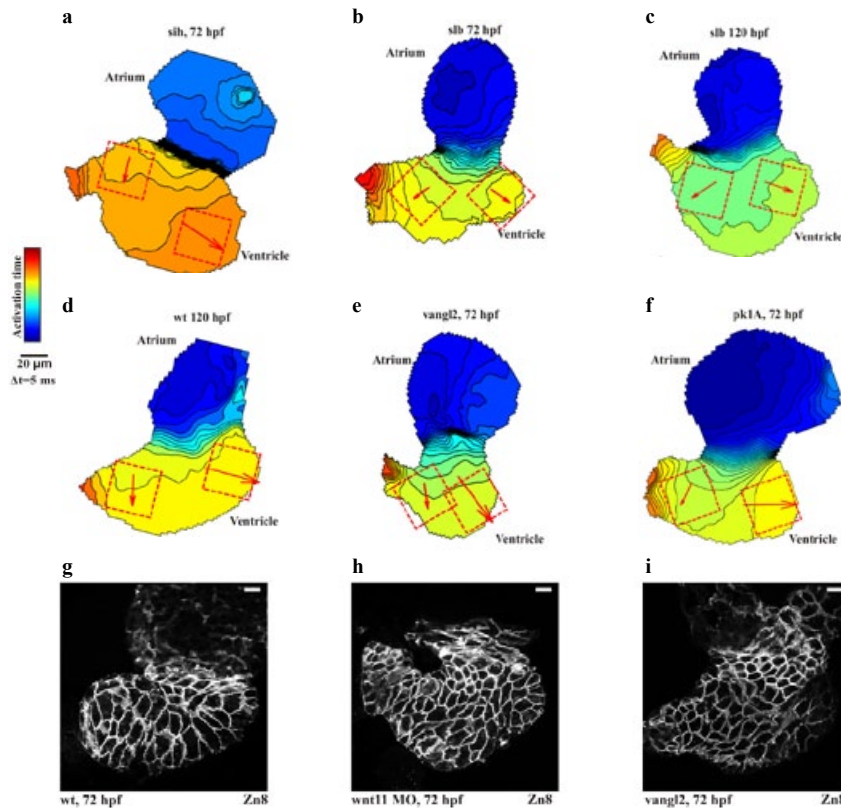 a
b
c
sih, 72 hpf
slb 72 hpf
slb 120 hpf
Atrium
Atrium
Atrium
Ventricle
Ventricle
Ventricle
Activation time
20 µm
Δt=5 ms
d
e
f
wt 120 hpf
vangl2, 72 hpf
pk1A, 72 hpf
Atrium
Atrium
Atrium
Ventricle
Ventricle
Ventricle
g
h
i
wt, 72 hpf
Zn8
wnt11 MO, 72 hpf
Zn8
vangl2, 72 hpf
Zn8